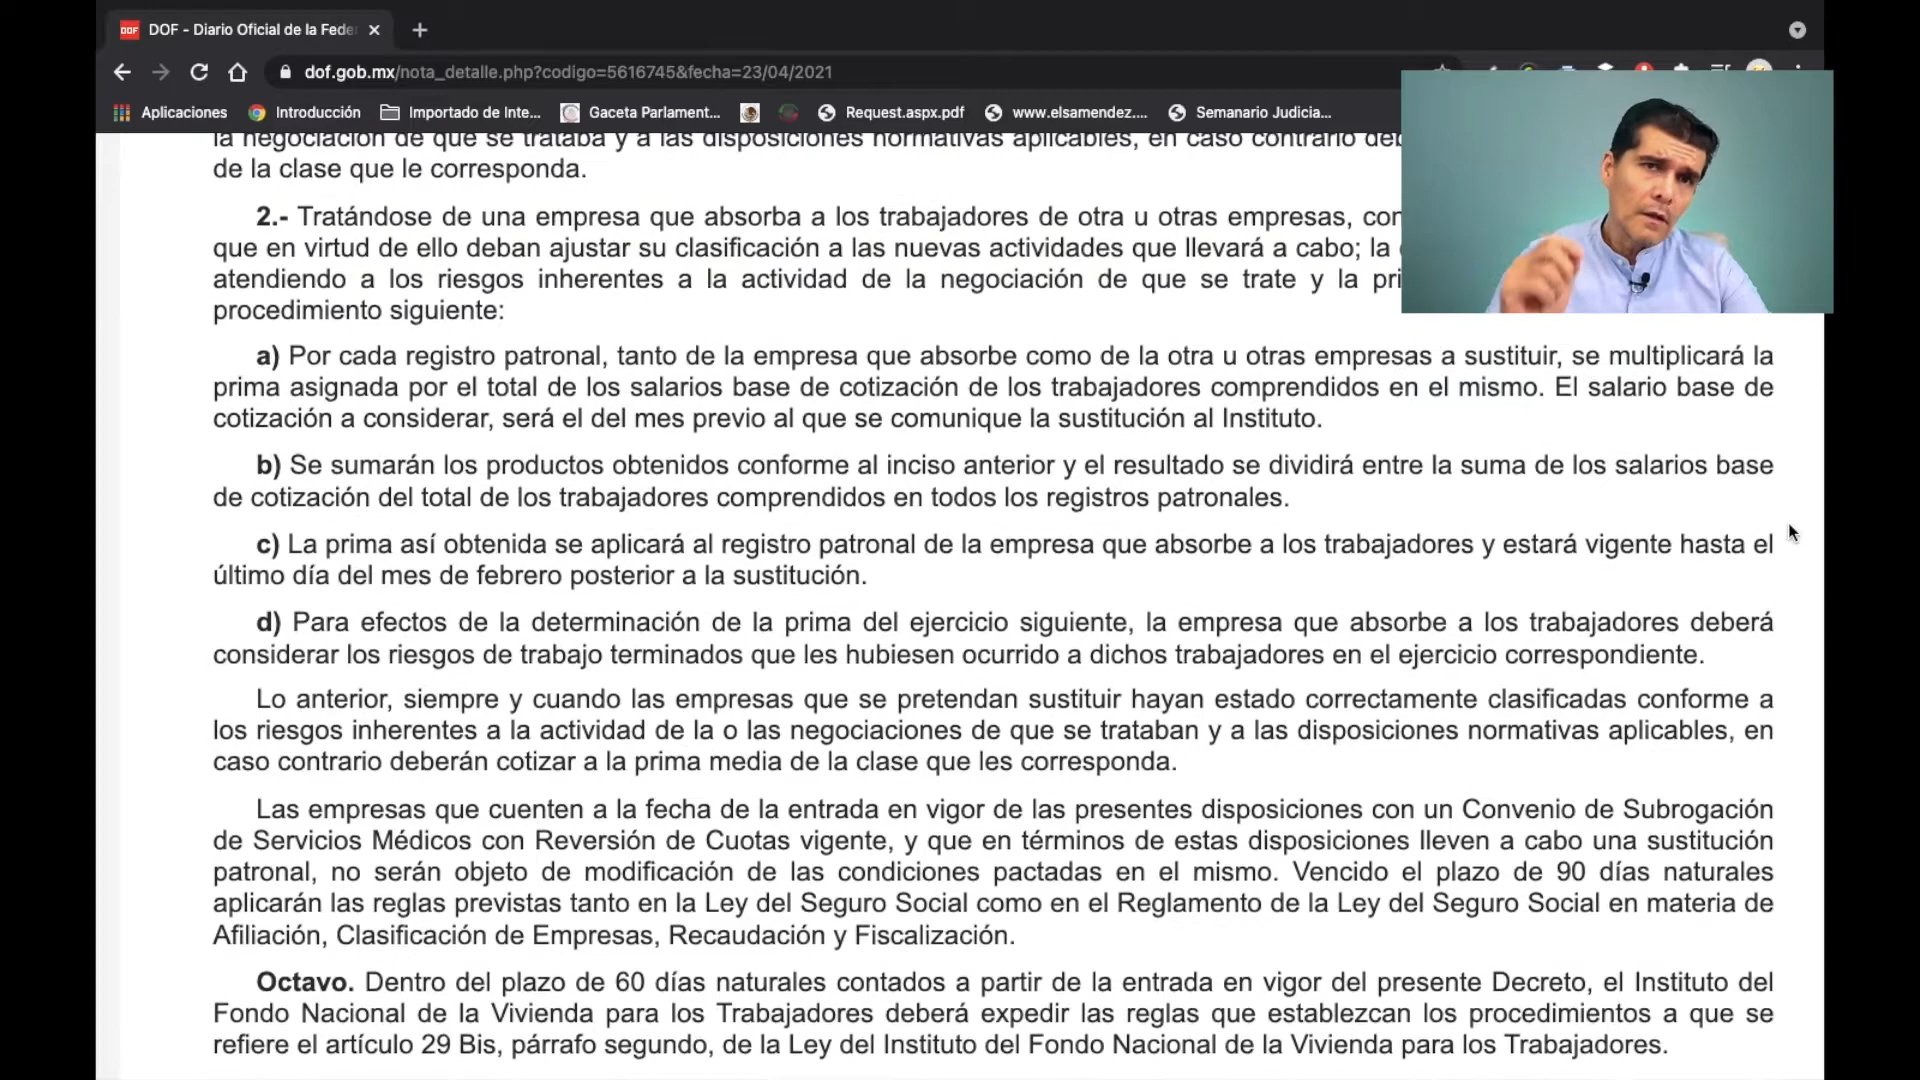 DOF
DOF - Diario Oficial de la Fede
dof.gob.mx/nota_detalle.php?codigo=5616745&fecha=23/04/2021
Aplicaciones Introducción Importado de Inte... Gaceta Parlament... Request.aspx.pdf www.elsamendez.... Semanario Judicia...
la negociación de que se trataba y a las disposiciones normativas aplicables, en caso contrario
de la clase que le corresponda.
2.- Tratándose de una empresa que absorba a los trabajadores de otra u otras empresas,
que en virtud de ello deban ajustar su clasificación a las nuevas actividades que llevará a cabo; la
atendiendo a los riesgos inherentes a la actividad de la negociación de que se trate y la
procedimiento siguiente:
a) Por cada registro patronal, tanto de la empresa que absorbe como de la otra u otras empresas a sustituir, se multiplicará la
prima asignada por el total de los salarios base de cotización de los trabajadores comprendidos en el mismo. El salario base de
cotización a considerar, será el del mes previo al que se comunique la sustitución al Instituto.
b) Se sumarán los productos obtenidos conforme al inciso anterior y el resultado se dividirá entre la suma de los salarios base
de cotización del total de los trabajadores comprendidos en todos los registros patronales.
c) La prima así obtenida se aplicará al registro patronal de la empresa que absorbe a los trabajadores y estará vigente hasta el
último día del mes de febrero posterior a la sustitución.
d) Para efectos de la determinación de la prima del ejercicio siguiente, la empresa que absorbe a los trabajadores deberá
considerar los riesgos de trabajo terminados que les hubiesen ocurrido a dichos trabajadores en el ejercicio correspondiente.
Lo anterior, siempre y cuando las empresas que se pretendan sustituir hayan estado correctamente clasificadas conforme a
los riesgos inherentes a la actividad de la o las negociaciones de que se trataban y a las disposiciones normativas aplicables, en
caso contrario deberán cotizar a la prima media de la clase que les corresponda.
Las empresas que cuenten a la fecha de la entrada en vigor de las presentes disposiciones con un Convenio de Subrogación
de Servicios Médicos con Reversión de Cuotas vigente, y que en términos de estas disposiciones lleven a cabo una sustitución
patronal, no serán objeto de modificación de las condiciones pactadas en el mismo. Vencido el plazo de 90 días naturales
aplicarán las reglas previstas tanto en la Ley del Seguro Social como en el Reglamento de la Ley del Seguro Social en materia de
Afiliación, Clasificación de Empresas, Recaudación y Fiscalización.
Octavo. Dentro del plazo de 60 días naturales contados a partir de la entrada en vigor del presente Decreto, el Instituto del
Fondo Nacional de la Vivienda para los Trabajadores deberá expedir las reglas que establezcan los procedimientos a que se
refiere el artículo 29 Bis, párrafo segundo, de la Ley del Instituto del Fondo Nacional de la Vivienda para los Trabajadores.